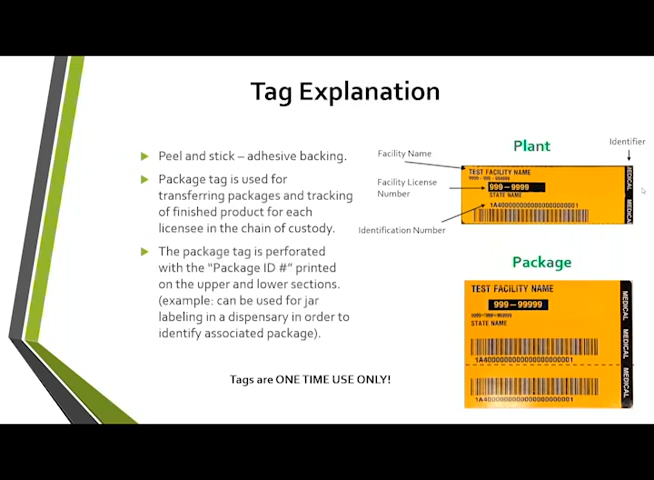 Tag Explanation
Peel and stick – adhesive backing.
Package tag is used for
transferring packages and tracking
of finished product for each
licensee in the chain of custody.
The package tag is perforated
with the "Package ID #" printed
on the upper and lower sections.
(example: can be used for jar
labeling in a dispensary in order to
identify associated package).
Tags are ONE TIME USE ONLY!
Plant
Identifier
Facility Name
Facility License
Number
Identification Number
TEST FACILITY NAME
999-9999
STATE NAME
MEDICAL
MEDICA
Package
TEST FACILITY NAME
999-99999
STATE NAME
MEDICAL
MEDICAL
MEDICAL